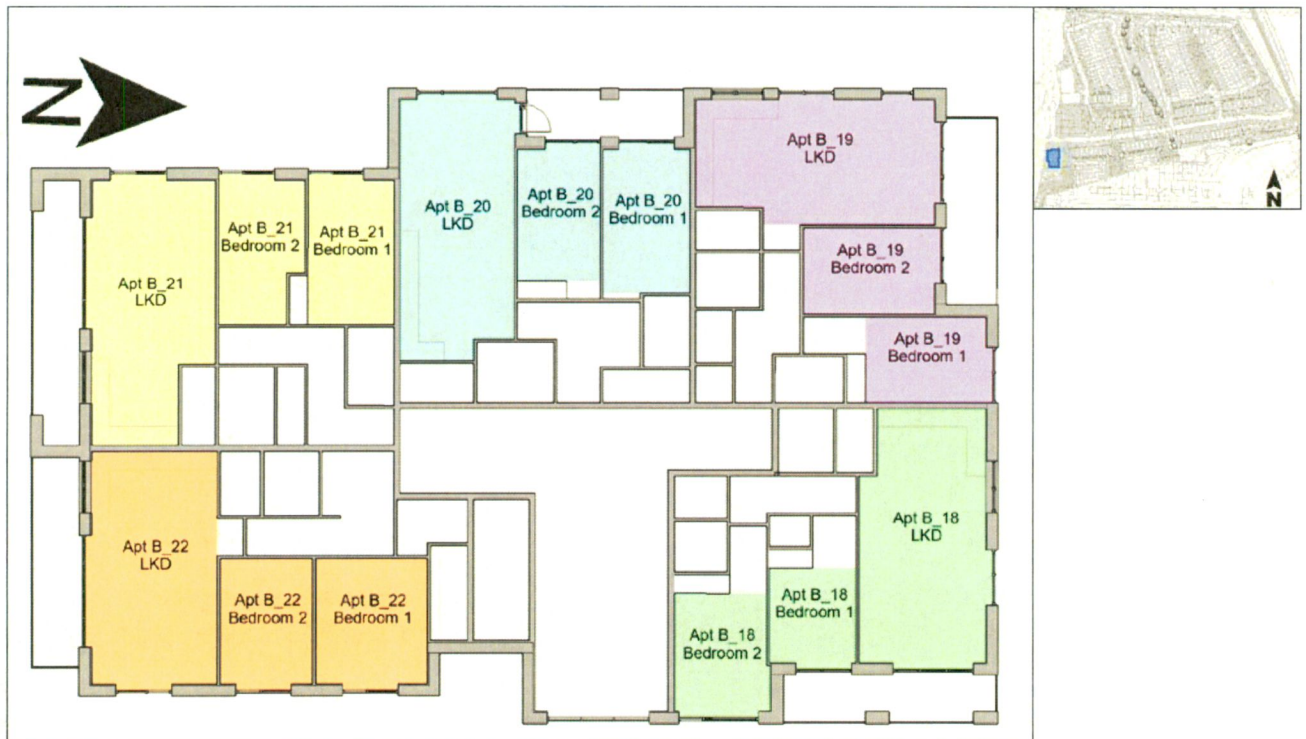 N
N
Apt B_19
LKD
Apt B_20
LKD
Apt B_20
Bedroom 2
Apt B_20
Bedroom 1
Apt B_21
Bedroom 2
Apt B_21
Bedroom 1
Apt B_19
Bedroom 2
Apt B_21
LKD
Apt B_19
Bedroom 1
Apt B_18
LKD
Apt B_22
LKD
Apt B_22
Bedroom 2
Apt B_22
Bedroom 1
Apt B_18
Bedroom 1
Apt B_18
Bedroom 2